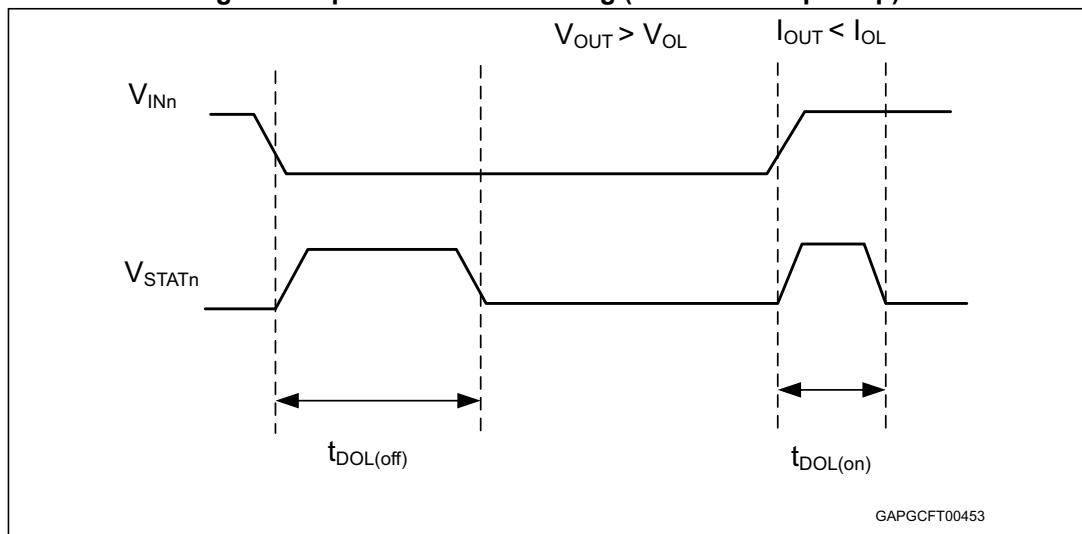 V_OUT > V_OL I_OUT < I_OL
V_INn
V_STATn
t_DOL(off)
t_DOL(on)
GAPGCFT00453